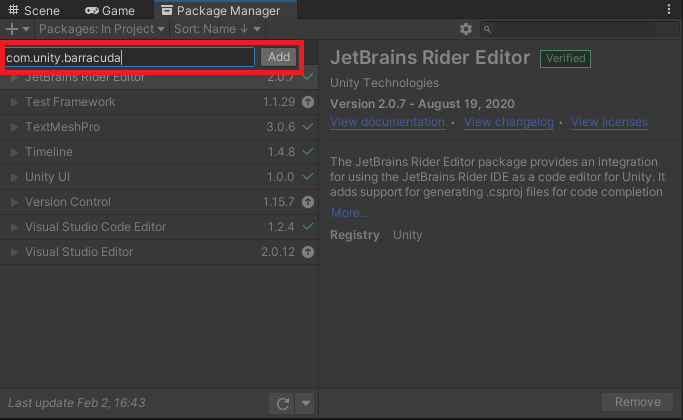 Scene Game Package Manager
Packages: In Project Sort: Name ↓
com.unity.barracuda Add
JetBrains Rider Editor 2.0.7
Test Framework 1.1.29
TextMeshPro 3.0.6
Timeline 1.4.8
Unity UI 1.0.0
Version Control 1.15.7
Visual Studio Code Editor 1.2.4
Visual Studio Editor 2.0.12
Last update Feb 2, 16:43
JetBrains Rider Editor Verified
Unity Technologies
Version 2.0.7 - August 19, 2020
View documentation • View changelog • View licenses
The JetBrains Rider Editor package provides an integration
for using the JetBrains Rider IDE as a code editor for Unity. It
adds support for generating .csproj files for code completion
More...
Registry Unity
Remove